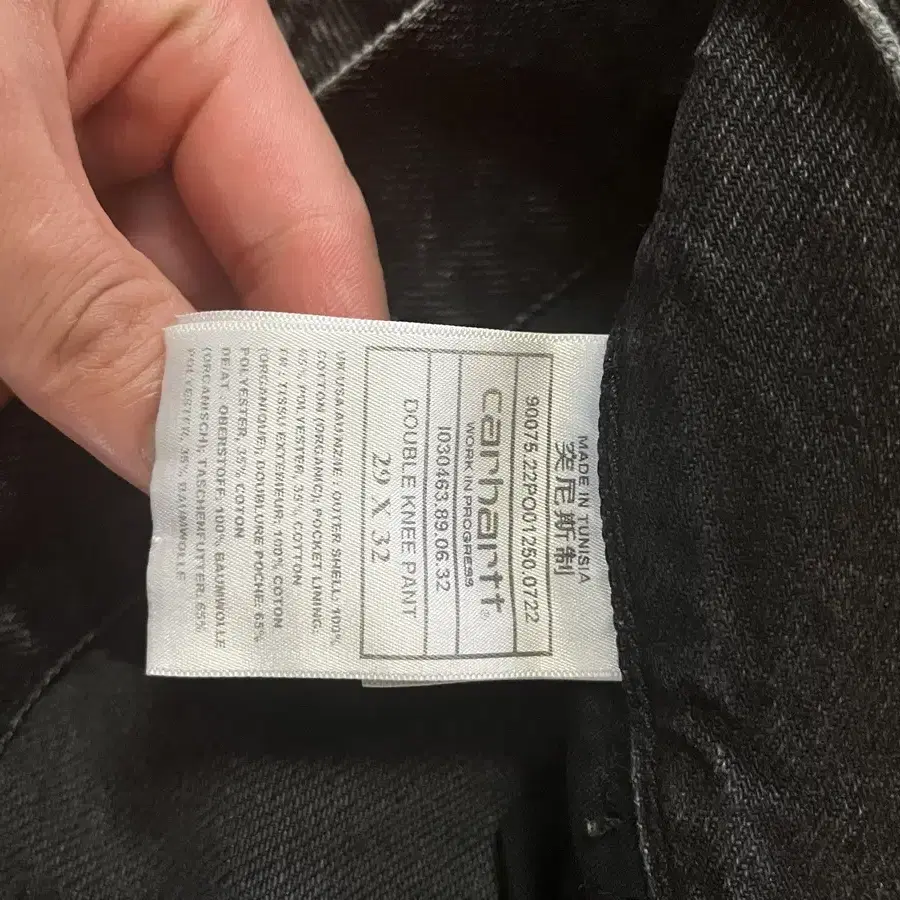 MADE IN TUNISIA
突尼斯制
90075.22PO01250.0722
carhartt®
WORK IN PROGRESS
I030463.89.06.32
DOUBLE KNEE PANT
29 X 32
UK USA AU NZ IE : OUTER SHELL: 100%
COTTON (ORGANIC); POCKET LINING:
65% POLYESTER, COTTON
FR : TISSU EXTERIEUR: 100% COTON
(ORGANIQUE); DOUBLURE POCHE: 65%
POLYESTER, 35% COTON
DE AT : OBERSTOFF: 100% BAUMWOLLE
(ORGANISCH); TASCHENFUTTER: 65%
POLYESTER, 35% BAUMWOLLE